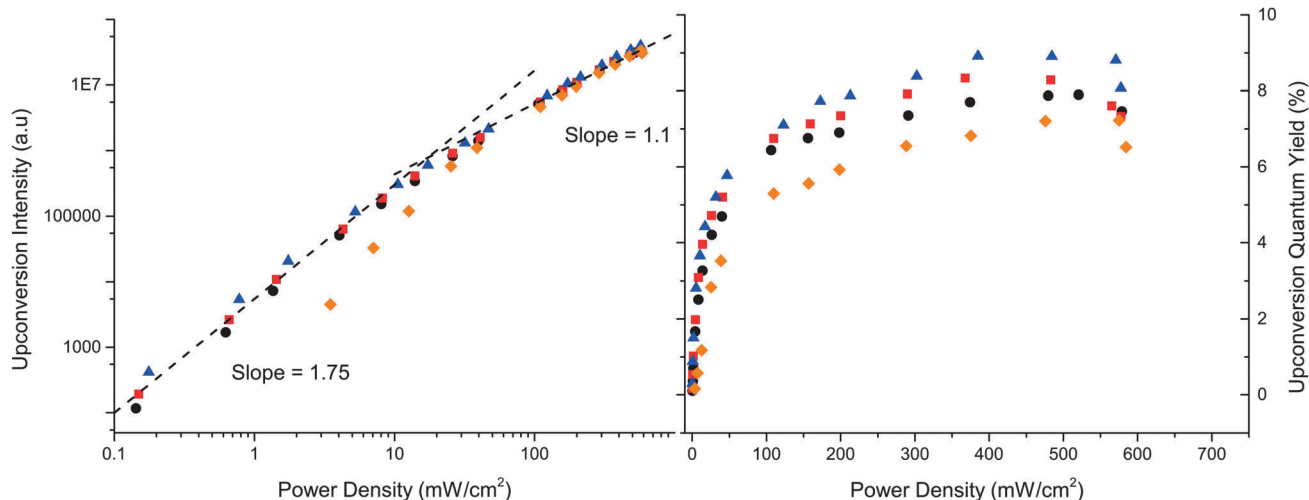 Upconversion Intensity (a.u)
1E7
100000
1000
Slope = 1.75
Slope = 1.1
0.1 1 10 100
Power Density (mW/cm²)
10
8
6
4
2
0
Upconversion Quantum Yield (%)
0 100 200 300 400 500 600 700
Power Density (mW/cm²)